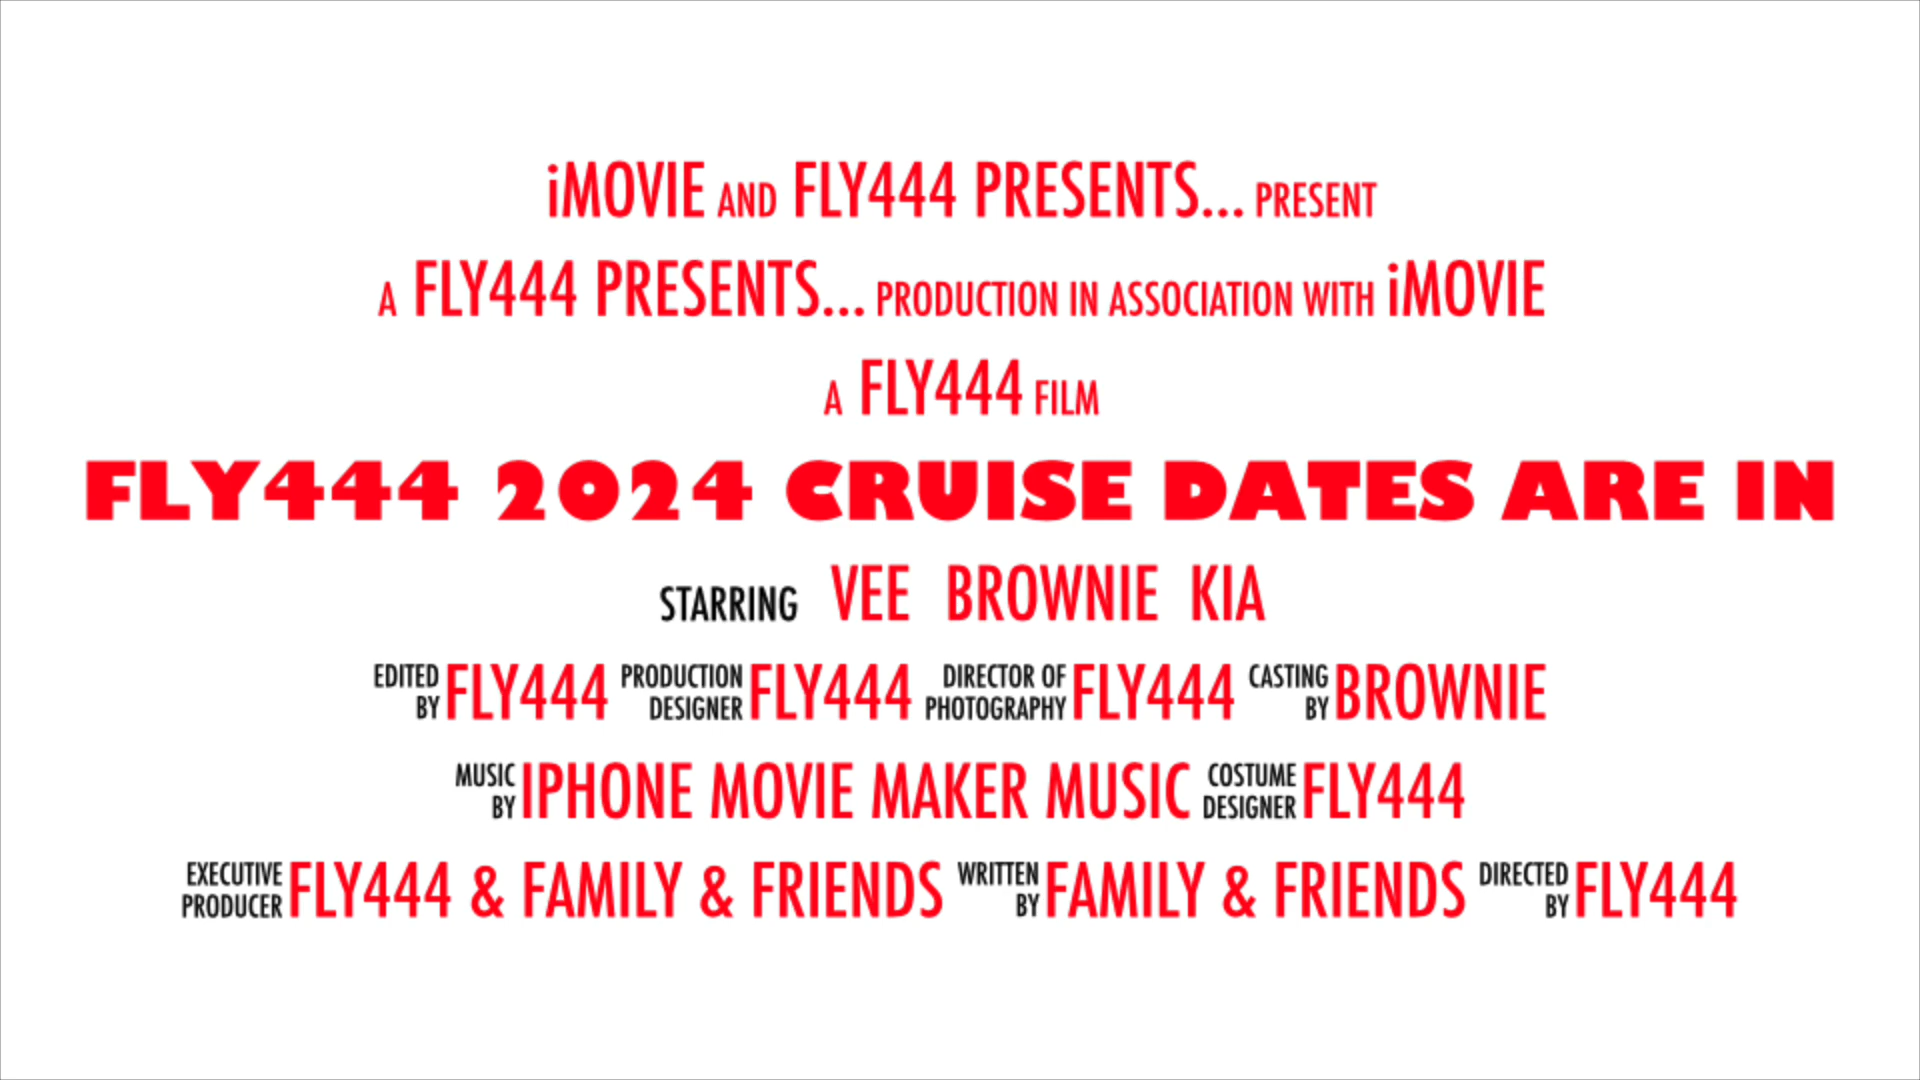 iMOVIE AND FLY444 PRESENTS... PRESENT
A FLY444 PRESENTS... PRODUCTION IN ASSOCIATION WITH iMOVIE
A FLY444 FILM
FLY444 2024 CRUISE DATES ARE IN
STARRING VEE BROWNIE KIA
EDITED BY FLY444 PRODUCTION DESIGNER FLY444 DIRECTOR OF PHOTOGRAPHY FLY444 CASTING BY BROWNIE
MUSIC BY IPHONE MOVIE MAKER MUSIC COSTUME DESIGNER FLY444
EXECUTIVE PRODUCER FLY444 & FAMILY & FRIENDS WRITTEN BY FAMILY & FRIENDS DIRECTED BY FLY444